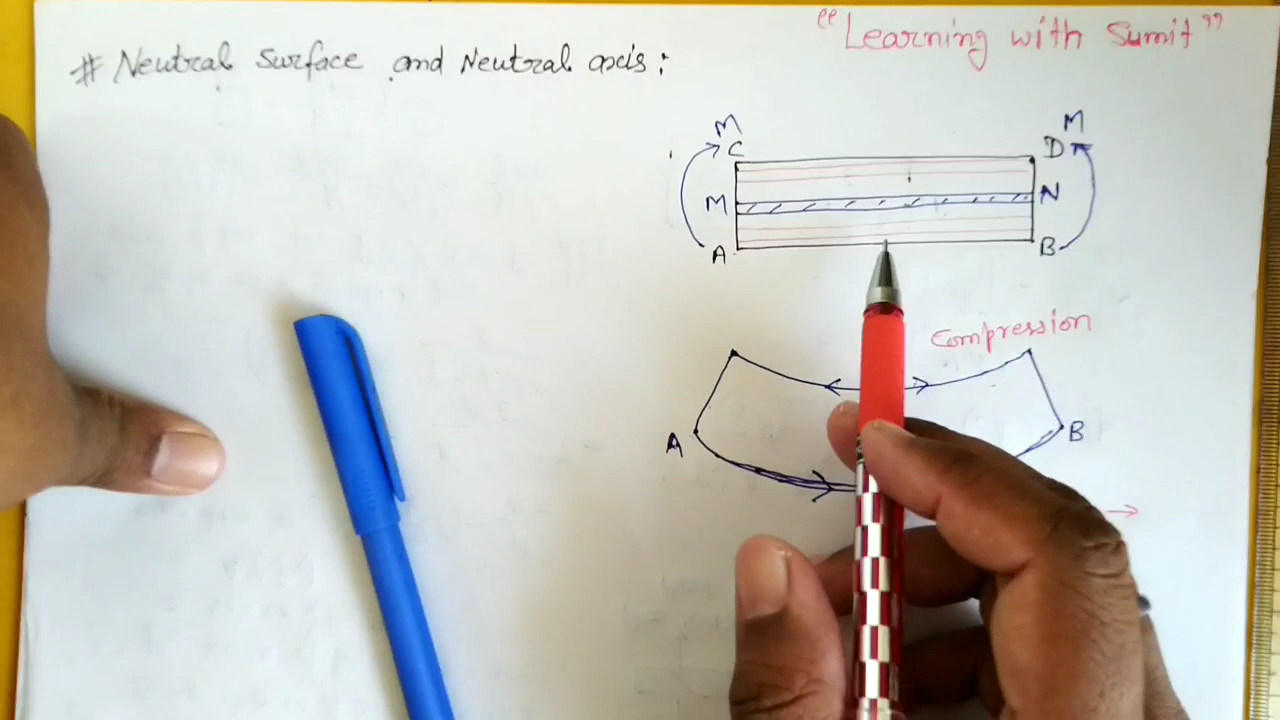 “Learning with Sumit”
# Neutral Surface and Neutral axis :
M
M
C
D
M
N
A
B
Compression
A
B